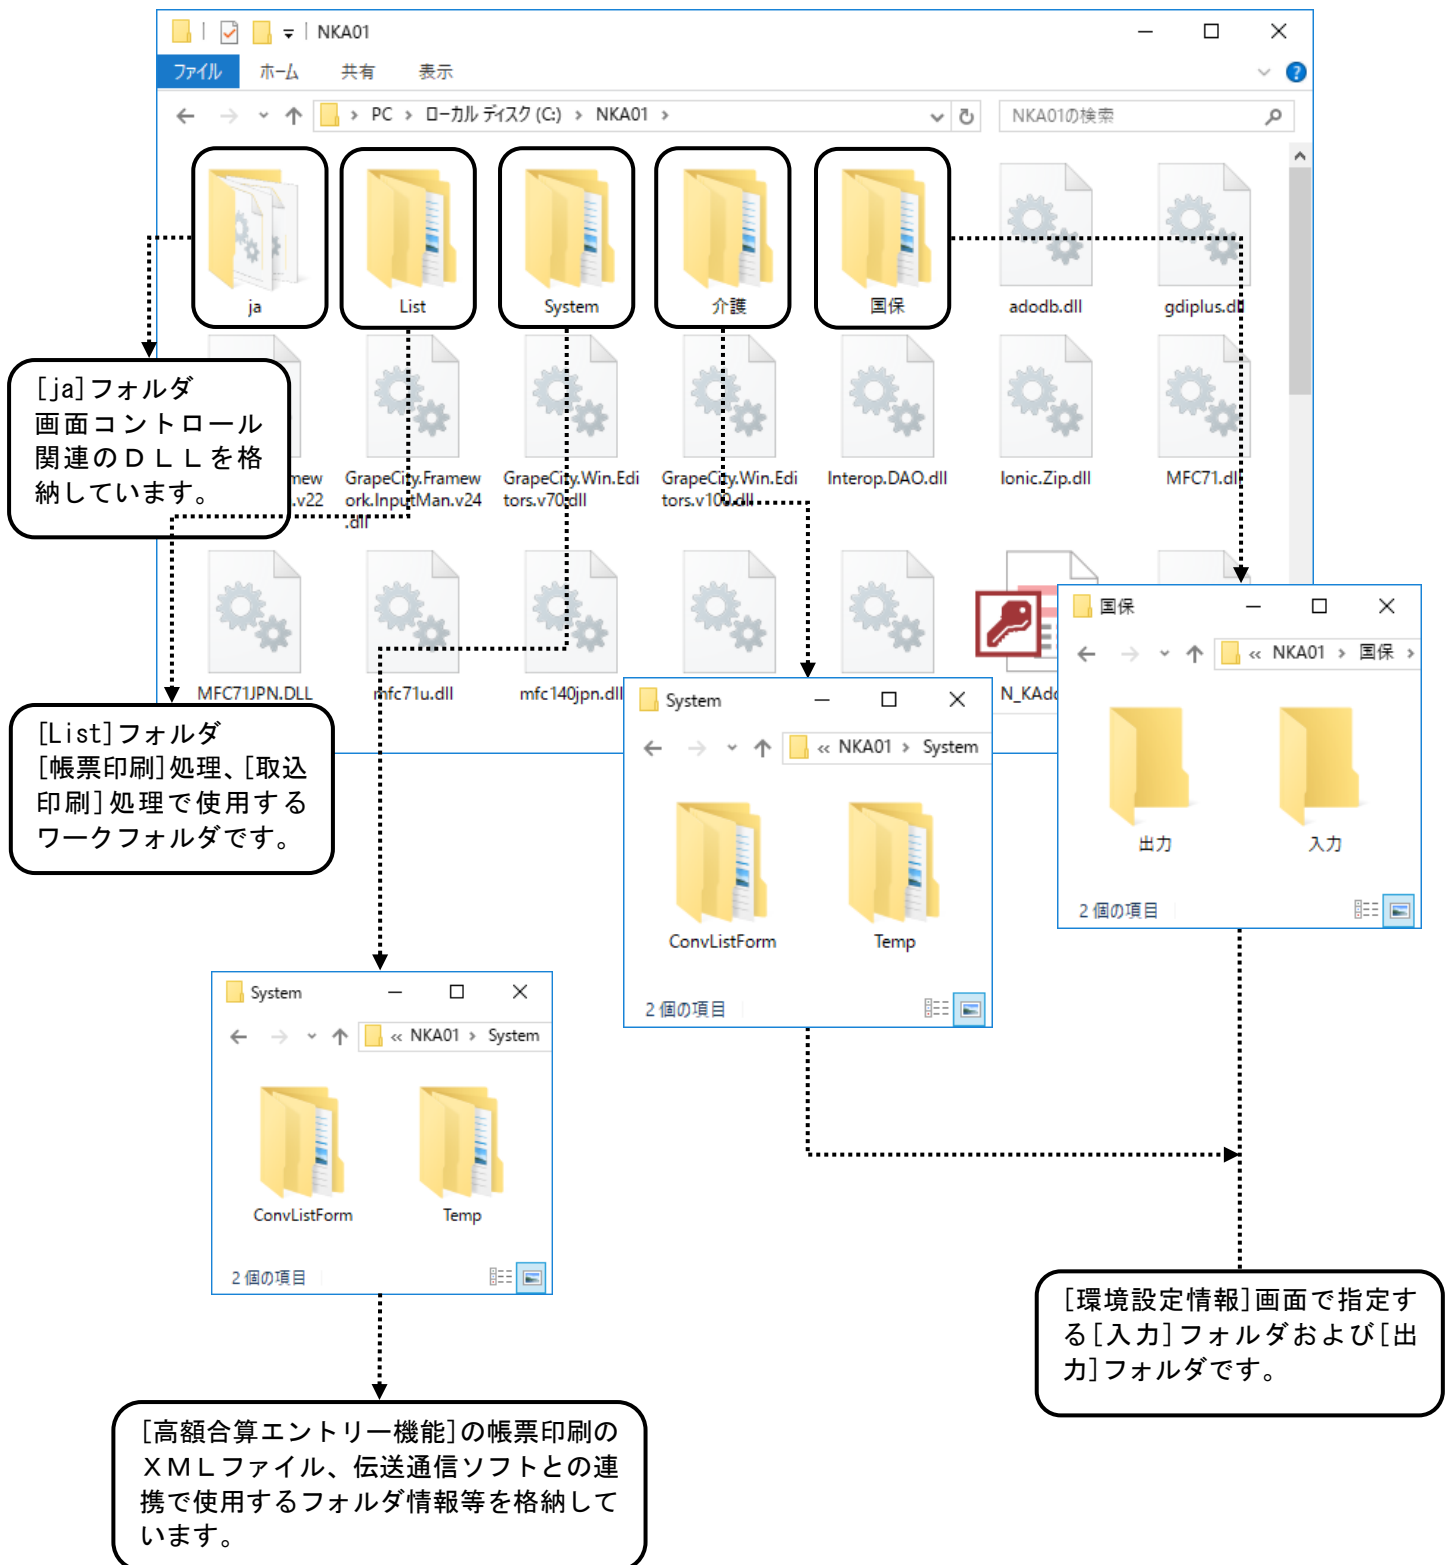 NKA01
ファイル ホーム 共有 表示
PC > ローカル ディスク (C:) > NKA01 >
NKA01の検索
ja List System 介護 国保 adodb.dll gdiplus.dll
[ja]フォルダ
画面コントロール
関連のＤＬＬを格
納しています。
mew GrapeCity.Framew GrapeCity.Win.Edi GrapeCity.Win.Edi Interop.DAO.dll Ionic.Zip.dll MFC71.dll
.v22 ork.InputMan.v24 tors.v70.dll tors.v100.dll
.dll
MFC71JPN.DLL mfc71u.dll mfc140jpn.dll
国保
« NKA01 > 国保 >
出力 入力
2 個の項目
System
« NKA01 > System
ConvListForm Temp
2 個の項目
[List]フォルダ
[帳票印刷]処理、[取込
印刷]処理で使用する
ワークフォルダです。
System
« NKA01 > System
ConvListForm Temp
2 個の項目
[環境設定情報]画面で指定す
る[入力]フォルダおよび[出
力]フォルダです。
[高額合算エントリー機能]の帳票印刷の
ＸＭＬファイル、伝送通信ソフトとの連
携で使用するフォルダ情報等を格納して
います。